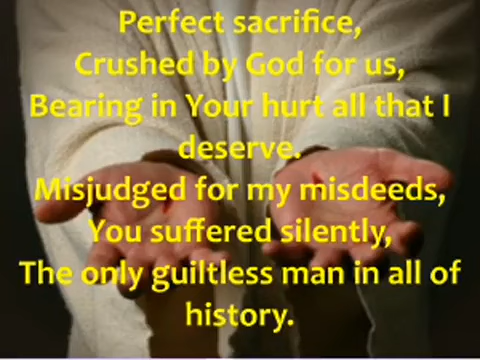 Perfect sacrifice,
Crushed by God for us,
Bearing in Your hurt all that I
deserve.
Misjudged for my misdeeds,
You suffered silently,
The only guiltless man in all of
history.